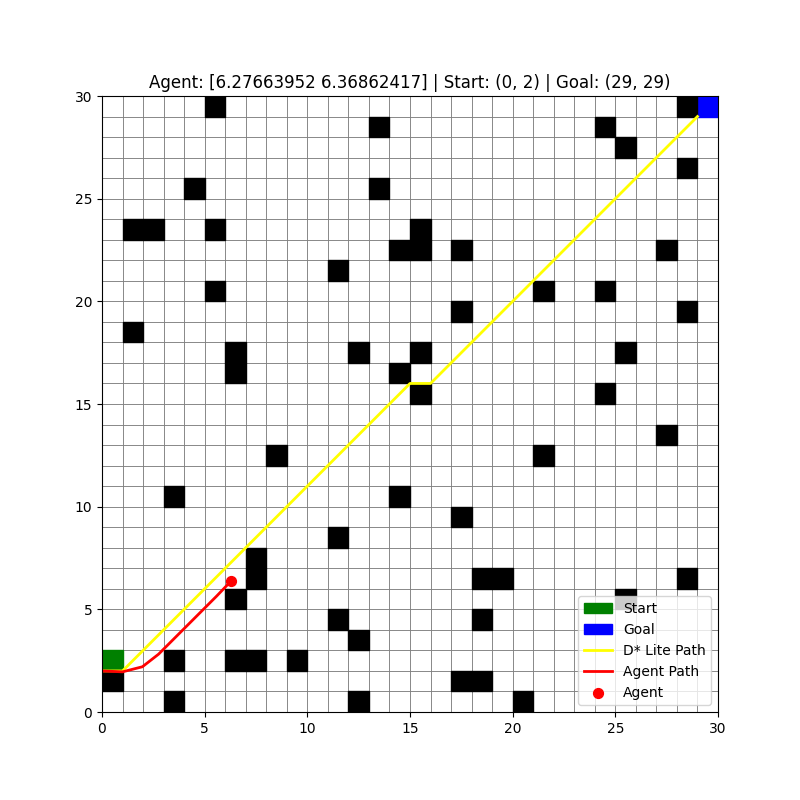 Agent: [6.27663952 6.36862417] | Start: (0, 2) | Goal: (29, 29)
30
25
20
15
10
5
0
0 5 10 15 20 25 30
Start
Goal
D* Lite Path
Agent Path
Agent